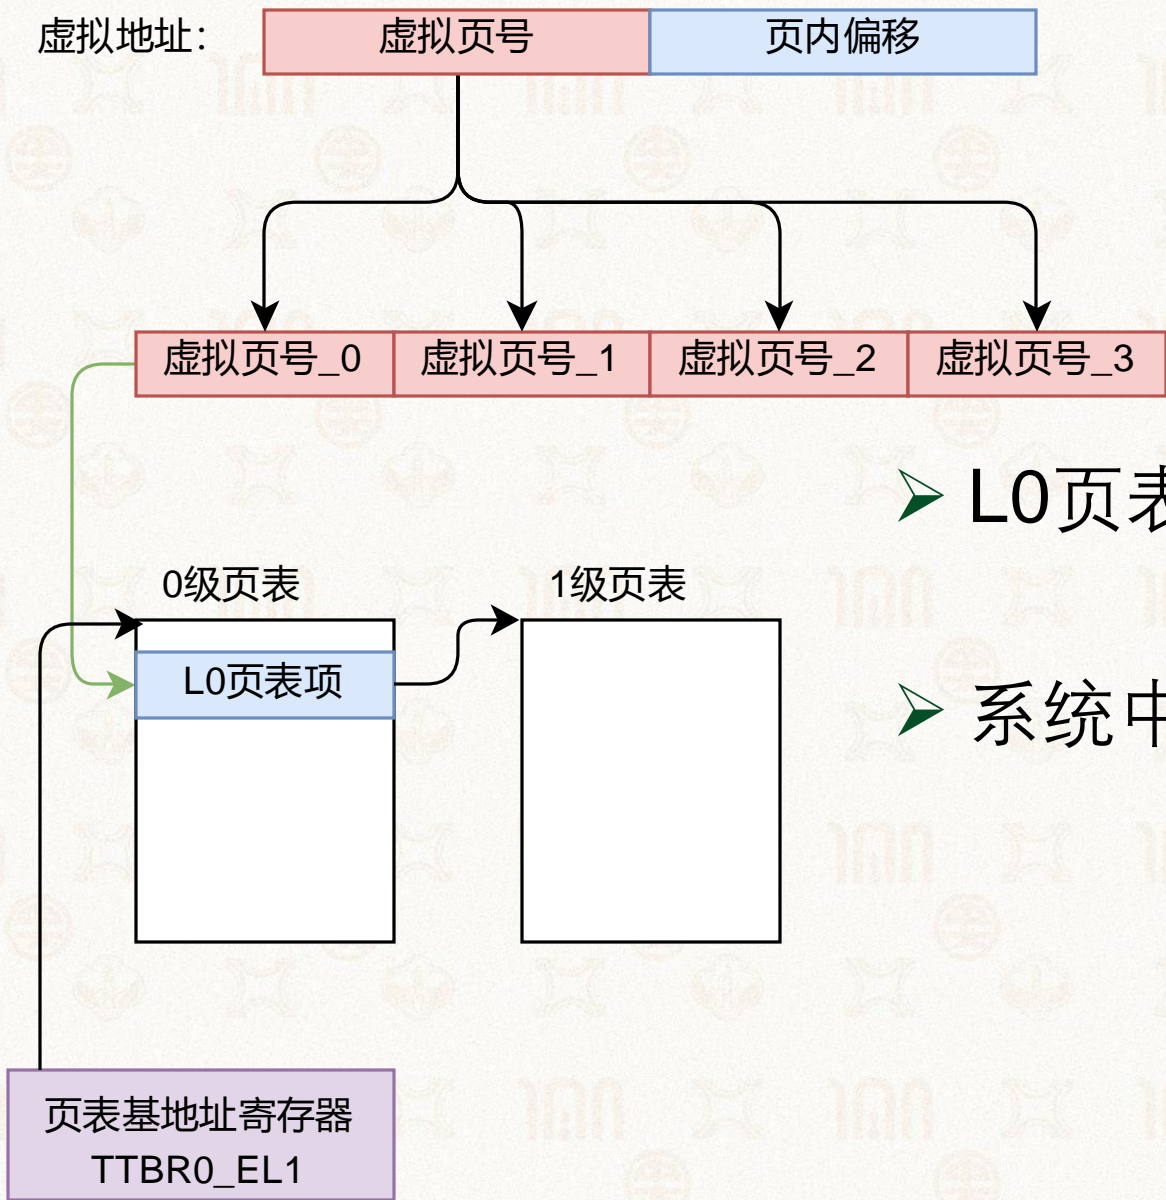 虚拟地址：
虚拟页号
页内偏移
虚拟页号_0
虚拟页号_1
虚拟页号_2
虚拟页号_3
L0页表
0级页表
1级页表
L0页表项
系统中
页表基地址寄存器
TTBR0_EL1